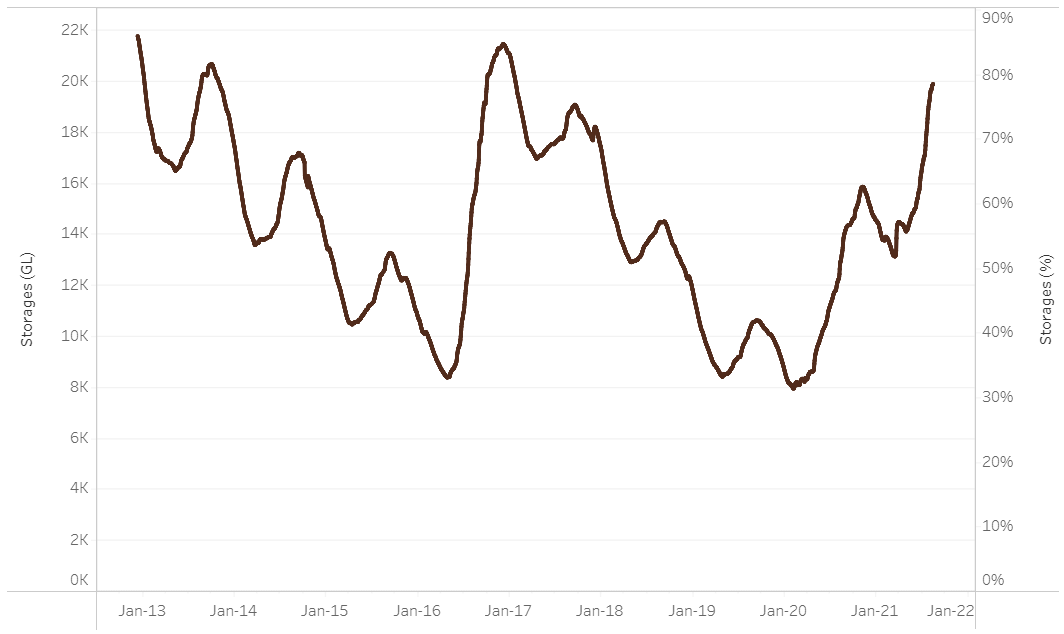 Storages (GL)
22K
20K
18K
16K
14K
12K
10K
8K
6K
4K
2K
0K
90%
80%
70%
60%
50%
40%
30%
20%
10%
0%
Storages (%)
Jan-13 Jan-14 Jan-15 Jan-16 Jan-17 Jan-18 Jan-19 Jan-20 Jan-21 Jan-22